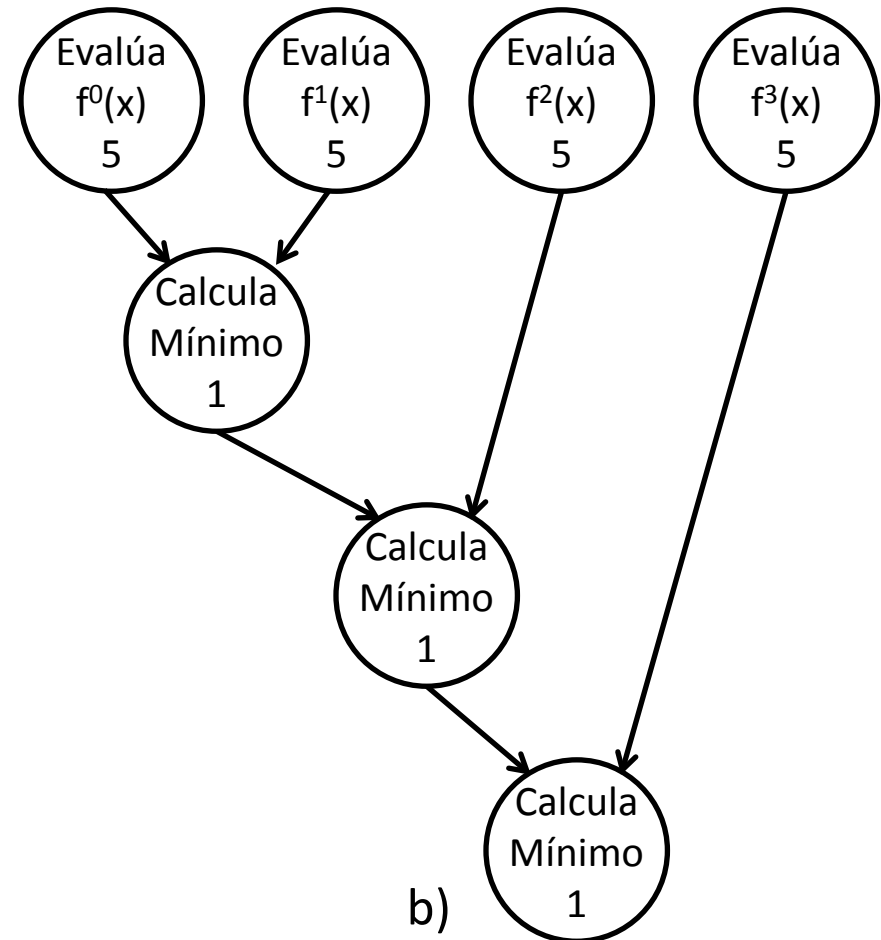 Evalúa
f⁰(x)
5
Evalúa
f¹(x)
5
Evalúa
f²(x)
5
Evalúa
f³(x)
5
Calcula
Mínimo
1
Calcula
Mínimo
1
Calcula
Mínimo
1
b)